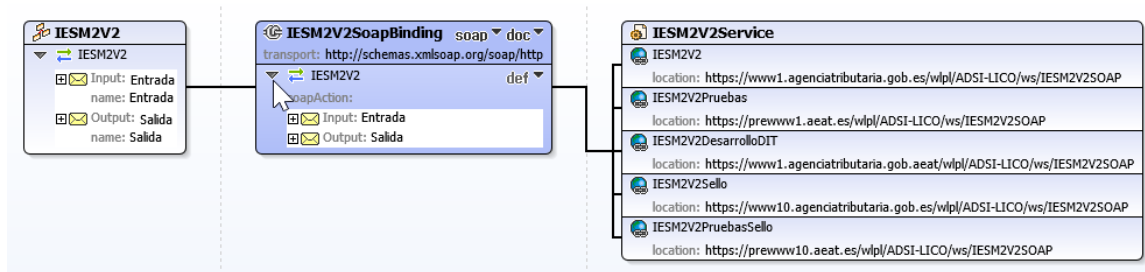 IESM2V2
IESM2V2
Input: Entrada
name: Entrada
Output: Salida
name: Salida
IESM2V2SoapBinding soap doc
transport: http://schemas.xmlsoap.org/soap/http
IESM2V2 def
soapAction:
Input: Entrada
Output: Salida
IESM2V2Service
IESM2V2
location: https://www1.agenciatributaria.gob.es/wlpl/ADSI-LICO/ws/IESM2V2SOAP
IESM2V2Pruebas
location: https://prewww1.aeat.es/wlpl/ADSI-LICO/ws/IESM2V2SOAP
IESM2V2DesarrolloDIT
location: https://www1.agenciatributaria.gob.aeat/wlpl/ADSI-LICO/ws/IESM2V2SOAP
IESM2V2Sello
location: https://www10.agenciatributaria.gob.es/wlpl/ADSI-LICO/ws/IESM2V2SOAP
IESM2V2PruebasSello
location: https://prewww10.aeat.es/wlpl/ADSI-LICO/ws/IESM2V2SOAP